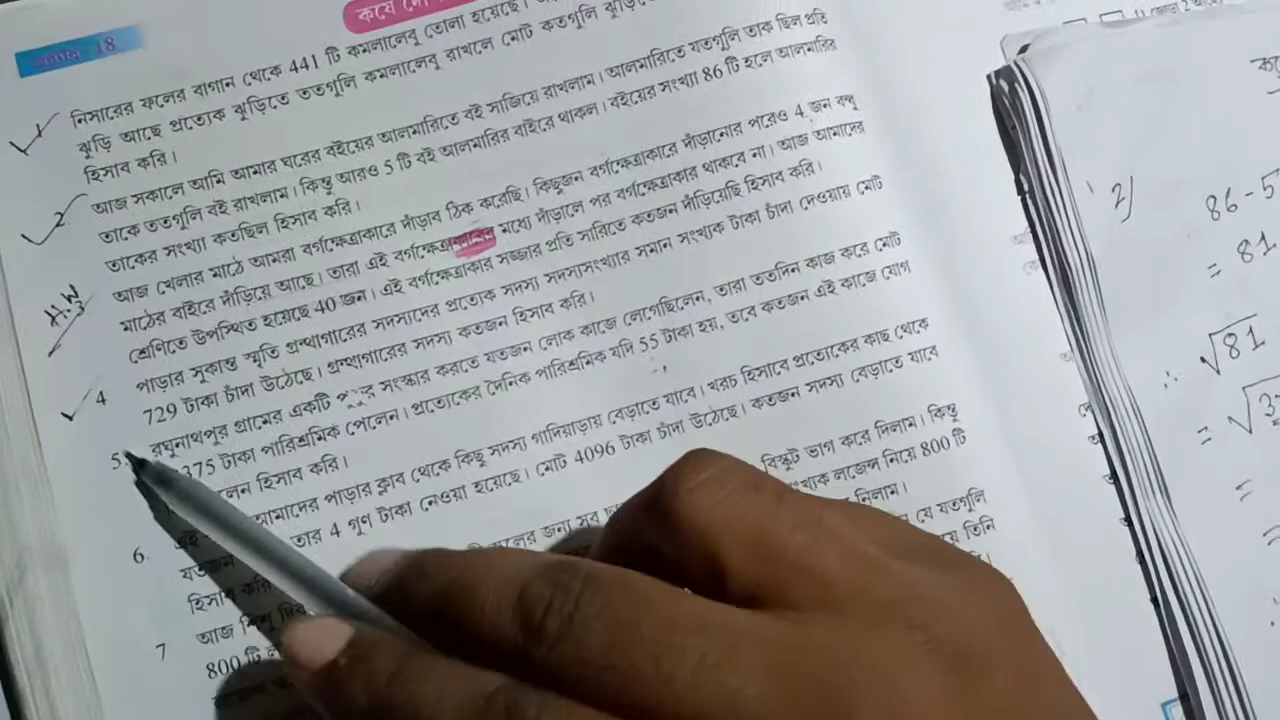 18
কষে
নিসারের ফলের বাগান থেকে 441 টি কমলালেবু তোলা হয়েছে।
ঝুড়ি আছে প্রত্যেক ঝুড়িতে ততগুলি কমলালেবু রাখলে মোট কতগুলি ঝুড়িতে
হিসাব করি।
1
আজ সকালে আমি আমার ঘরের বইয়ের আলমারিতে বই সাজিয়ে রাখলাম। আলমারিতে যতগুলি তাক ছিল প্রতি
তাকে ততগুলি বই রাখলাম। কিন্তু আরও 5 টি বই আলমারির বাইরে থাকল। বইয়ের সংখ্যা 86 টি হলে আলমারির
তাকের সংখ্যা কতছিল হিসাব করি।
2
আজ খেলার মাঠে আমরা বর্গক্ষেত্রাকারে দাঁড়াব ঠিক করেছি। কিছুজন বর্গক্ষেত্রাকারে দাঁড়ানোর পরেও 4 জন বন্ধু
মাঠের বাইরে দাঁড়িয়ে আছে। তারা এই বর্গক্ষেত্রাকারের মধ্যে দাঁড়ালে পর বর্গক্ষেত্রাকার থাকবে না। আজ আমাদের
শ্রেণিতে উপস্থিত হয়েছে 40 জন। এই বর্গক্ষেত্রাকার সজ্জার প্রতি সারিতে কতজন দাঁড়িয়েছি হিসাব করি।
H.W
3
4 পাড়ার সুকান্ত স্মৃতি গ্রন্থাগারের সদস্যদের প্রত্যেক সদস্য সদস্যসংখ্যার সমান সংখ্যক টাকা চাঁদা দেওয়ায় মোট
729 টাকা চাঁদা উঠেছে। গ্রন্থাগারের সদস্য কতজন হিসাব করি।
5. রঘুনাথপুর গ্রামের একটি সংস্কার করতে যতজন লোক কাজে লেগেছিলেন, তারা ততদিন কাজ করে মোট
375 টাকা পারিশ্রমিক পেলেন। প্রত্যেকের দৈনিক পারিশ্রমিক যদি 55 টাকা হয়, তবে কতজন এই কাজে যোগ
হিসাব করি।
6. আমাদের পাড়ার ক্লাব থেকে কিছু সদস্য গাদিয়াড়ায় বেড়াতে যাবে। খরচ হিসাবে প্রত্যেকের কাছ থেকে
যতজন তার 4 গুণ টাকা নেওয়া হয়েছে। মোট 4096 টাকা চাঁদা উঠেছে। কতজন সদস্য বেড়াতে যাবে
হিসাব করি
7 আজ বিস্কুট ভাগ করে দিলাম। কিন্তু
800 টি লজেন্স নিয়ে 800 টি
নিলাম।
যে যতগুলি
তিনি
2) 86 - 5
= 81
∴ √81
= √3
=